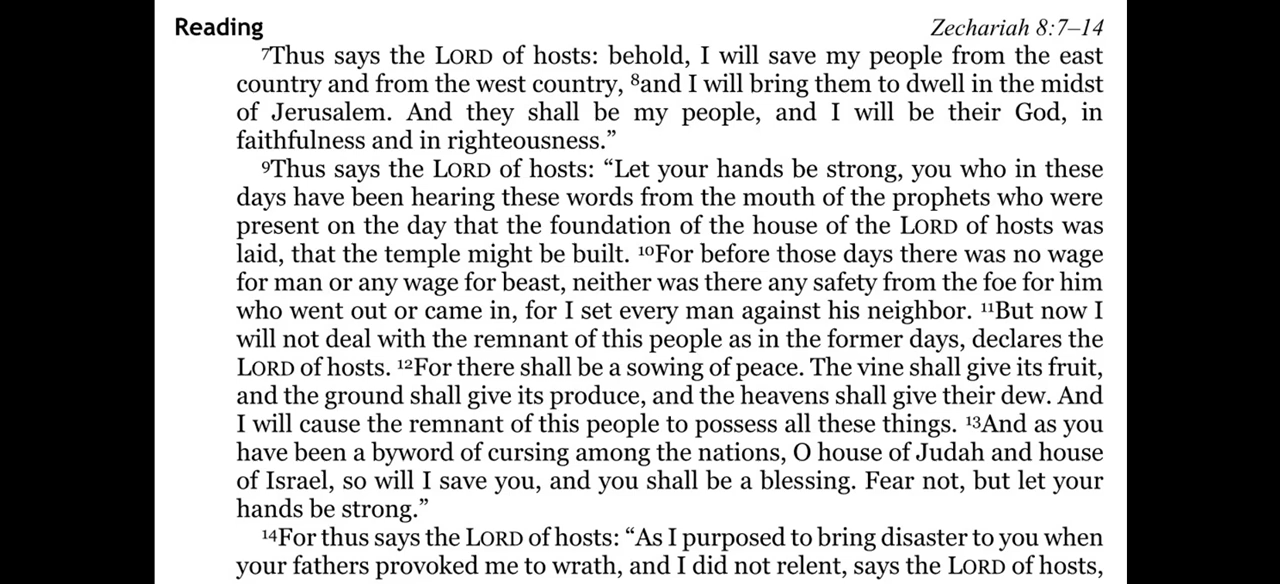 Reading Zechariah 8:7–14
⁷Thus says the LORD of hosts: behold, I will save my people from the east
country and from the west country, ⁸and I will bring them to dwell in the midst
of Jerusalem. And they shall be my people, and I will be their God, in
faithfulness and in righteousness.”
⁹Thus says the LORD of hosts: “Let your hands be strong, you who in these
days have been hearing these words from the mouth of the prophets who were
present on the day that the foundation of the house of the LORD of hosts was
laid, that the temple might be built. ¹⁰For before those days there was no wage
for man or any wage for beast, neither was there any safety from the foe for him
who went out or came in, for I set every man against his neighbor. ¹¹But now I
will not deal with the remnant of this people as in the former days, declares the
LORD of hosts. ¹²For there shall be a sowing of peace. The vine shall give its fruit,
and the ground shall give its produce, and the heavens shall give their dew. And
I will cause the remnant of this people to possess all these things. ¹³And as you
have been a byword of cursing among the nations, O house of Judah and house
of Israel, so will I save you, and you shall be a blessing. Fear not, but let your
hands be strong.”
¹⁴For thus says the LORD of hosts: “As I purposed to bring disaster to you when
your fathers provoked me to wrath, and I did not relent, says the LORD of hosts,